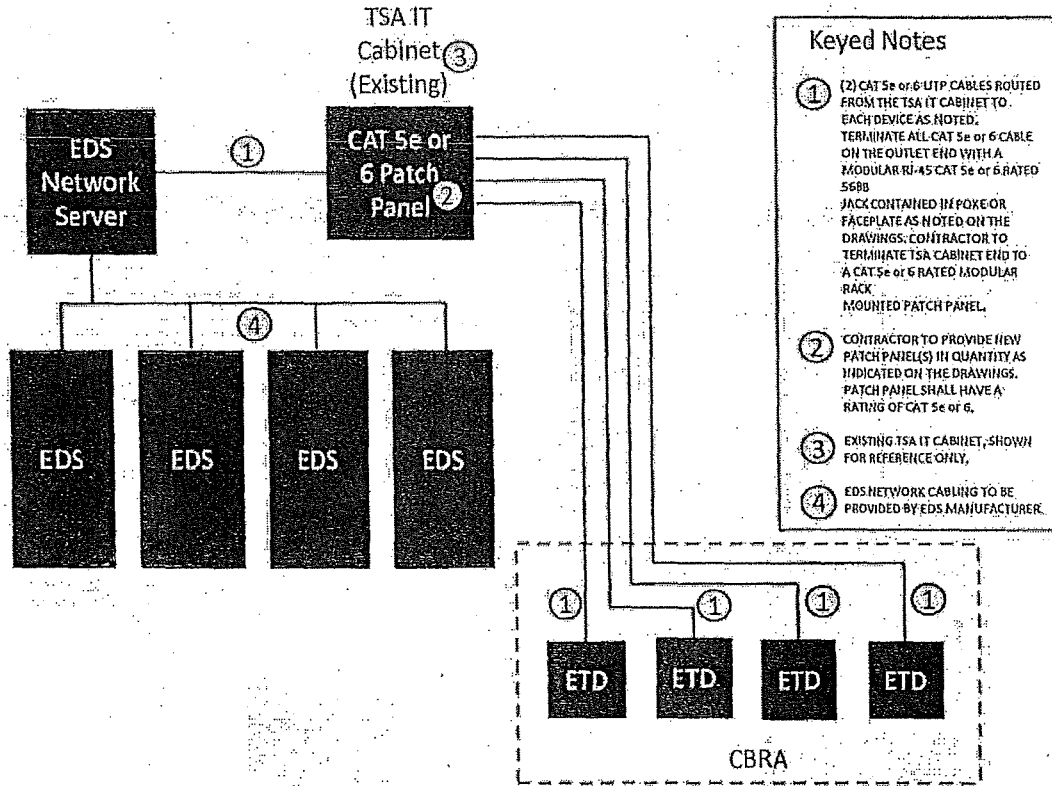 TSA IT
Cabinet ③
(Existing)
EDS
Network
Server
①
CAT 5e or
6 Patch
Panel ②
④
EDS
EDS
EDS
EDS
①
①
①
①
ETD
ETD
ETD
ETD
CBRA
Keyed Notes
① (2) CAT 5e or 6 UTP CABLES ROUTED
FROM THE TSA IT CABINET TO
EACH DEVICE AS NOTED.
TERMINATE ALL CAT 5e or 6 CABLE
ON THE OUTLET END WITH A
MODULAR RJ-45 CAT 5e or 6 RATED
568B
JACK CONTAINED IN POKE OR
FACEPLATE AS NOTED ON THE
DRAWINGS. CONTRACTOR TO
TERMINATE TSA CABINET END TO
A CAT 5e or 6 RATED MODULAR
RACK
MOUNTED PATCH PANEL.
② CONTRACTOR TO PROVIDE NEW
PATCH PANEL(S) IN QUANTITY AS
INDICATED ON THE DRAWINGS.
PATCH PANEL SHALL HAVE A
RATING OF CAT 5e or 6.
③ EXISTING TSA IT CABINET, SHOWN
FOR REFERENCE ONLY.
④ EDS NETWORK CABLING TO BE
PROVIDED BY EDS MANUFACTURER